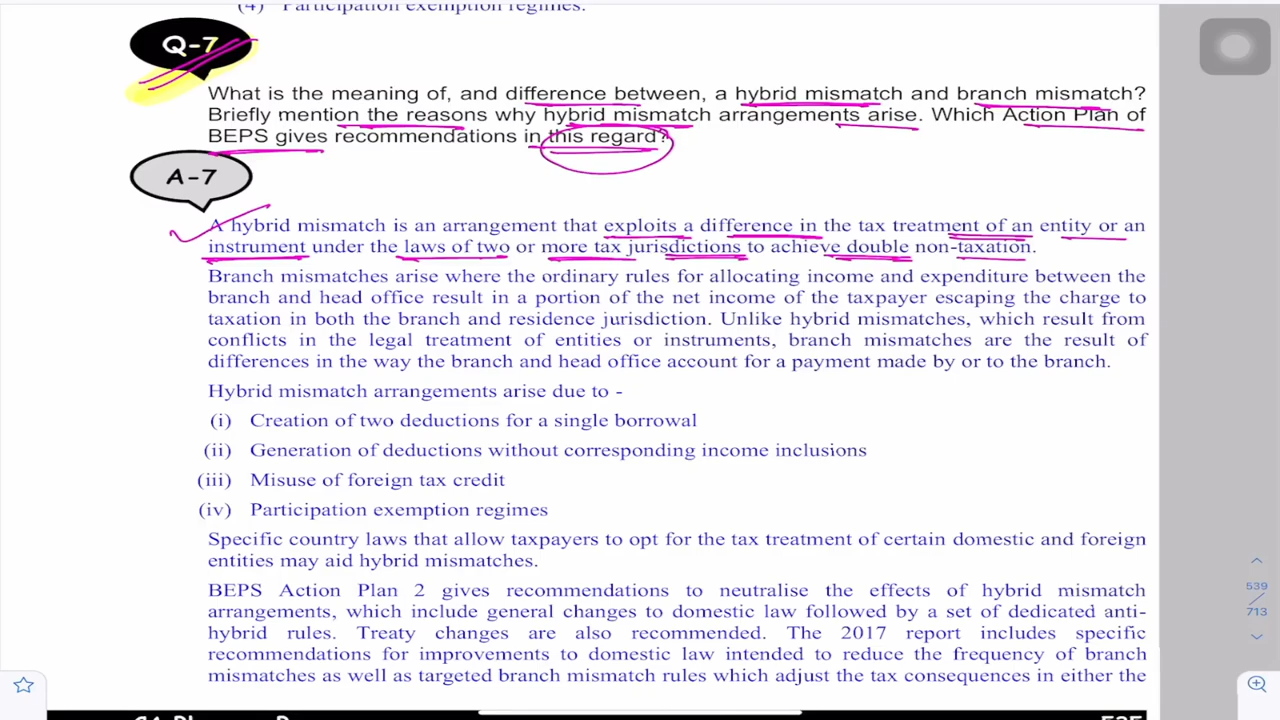 (4) Participation exemption regimes.
Q-7
What is the meaning of, and difference between, a hybrid mismatch and branch mismatch?
Briefly mention the reasons why hybrid mismatch arrangements arise. Which Action Plan of
BEPS gives recommendations in this regard?
A-7
A hybrid mismatch is an arrangement that exploits a difference in the tax treatment of an entity or an
instrument under the laws of two or more tax jurisdictions to achieve double non-taxation.
Branch mismatches arise where the ordinary rules for allocating income and expenditure between the
branch and head office result in a portion of the net income of the taxpayer escaping the charge to
taxation in both the branch and residence jurisdiction. Unlike hybrid mismatches, which result from
conflicts in the legal treatment of entities or instruments, branch mismatches are the result of
differences in the way the branch and head office account for a payment made by or to the branch.
Hybrid mismatch arrangements arise due to -
(i) Creation of two deductions for a single borrowal
(ii) Generation of deductions without corresponding income inclusions
(iii) Misuse of foreign tax credit
(iv) Participation exemption regimes
Specific country laws that allow taxpayers to opt for the tax treatment of certain domestic and foreign
entities may aid hybrid mismatches.
BEPS Action Plan 2 gives recommendations to neutralise the effects of hybrid mismatch
arrangements, which include general changes to domestic law followed by a set of dedicated anti-
hybrid rules. Treaty changes are also recommended. The 2017 report includes specific
recommendations for improvements to domestic law intended to reduce the frequency of branch
mismatches as well as targeted branch mismatch rules which adjust the tax consequences in either the
539
713